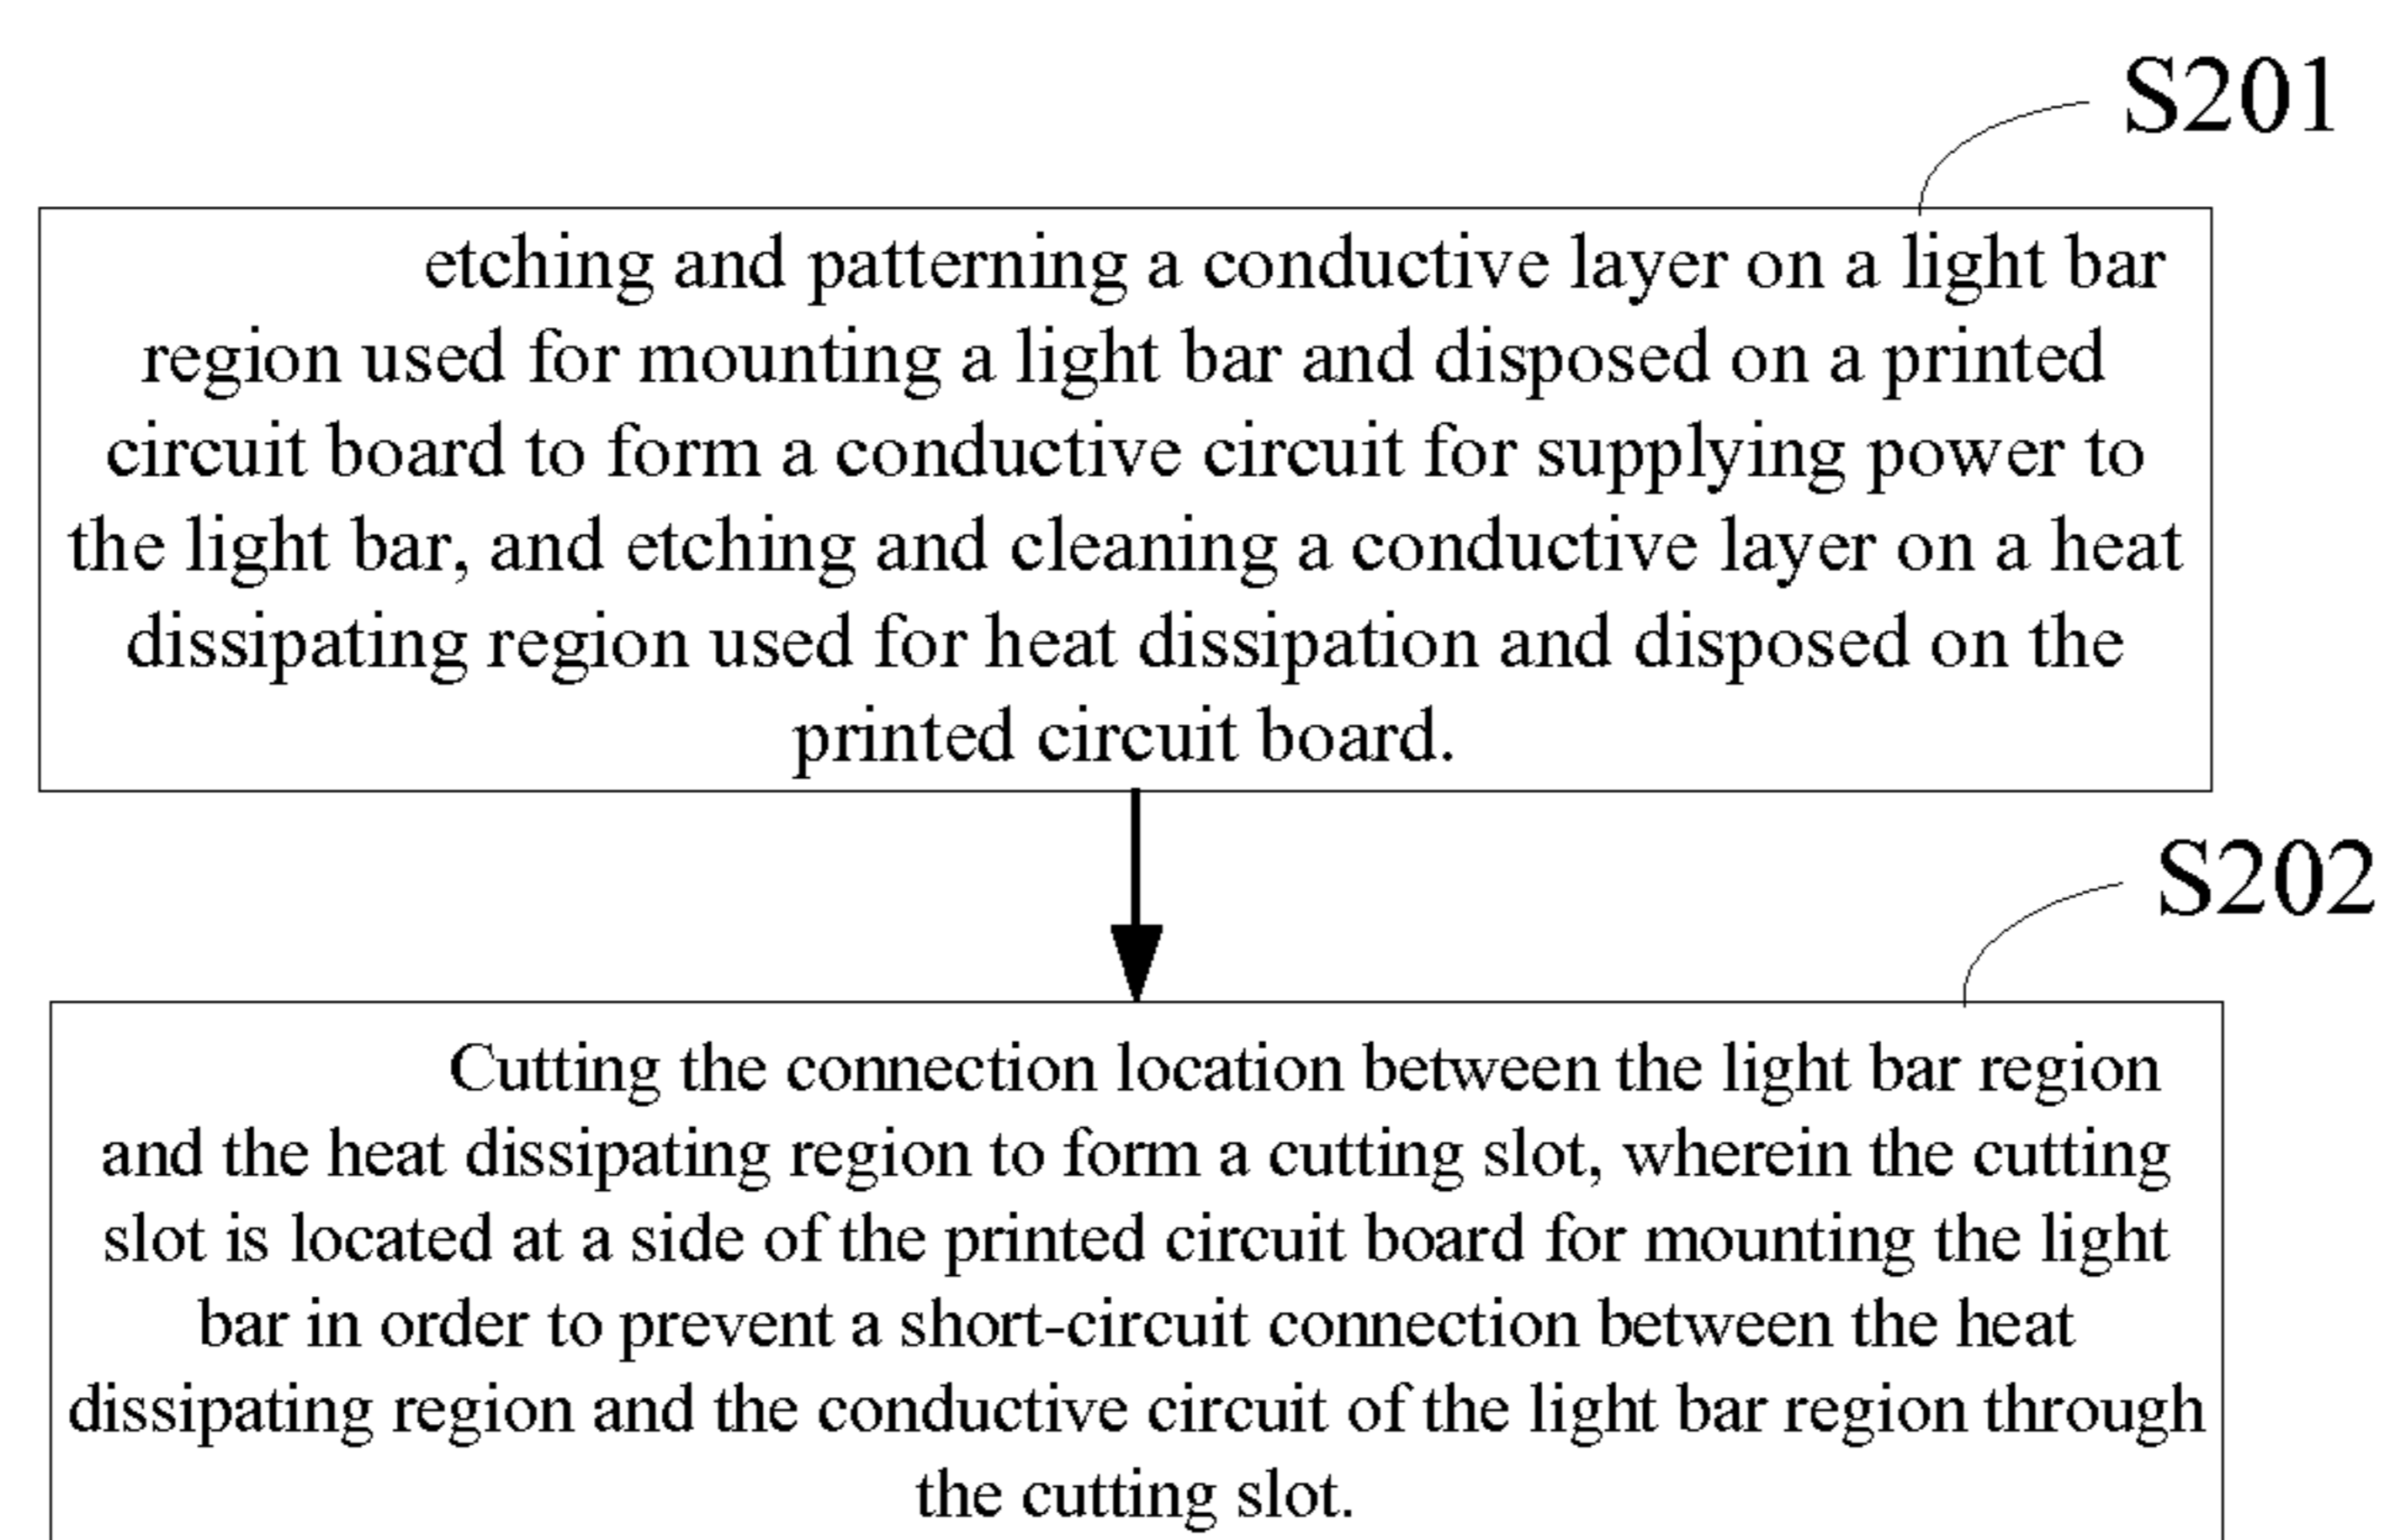 S201
etching and patterning a conductive layer on a light bar
region used for mounting a light bar and disposed on a printed
circuit board to form a conductive circuit for supplying power to
the light bar, and etching and cleaning a conductive layer on a heat
dissipating region used for heat dissipation and disposed on the
printed circuit board.
S202
Cutting the connection location between the light bar region
and the heat dissipating region to form a cutting slot, wherein the cutting
slot is located at a side of the printed circuit board for mounting the light
bar in order to prevent a short-circuit connection between the heat
dissipating region and the conductive circuit of the light bar region through
the cutting slot.